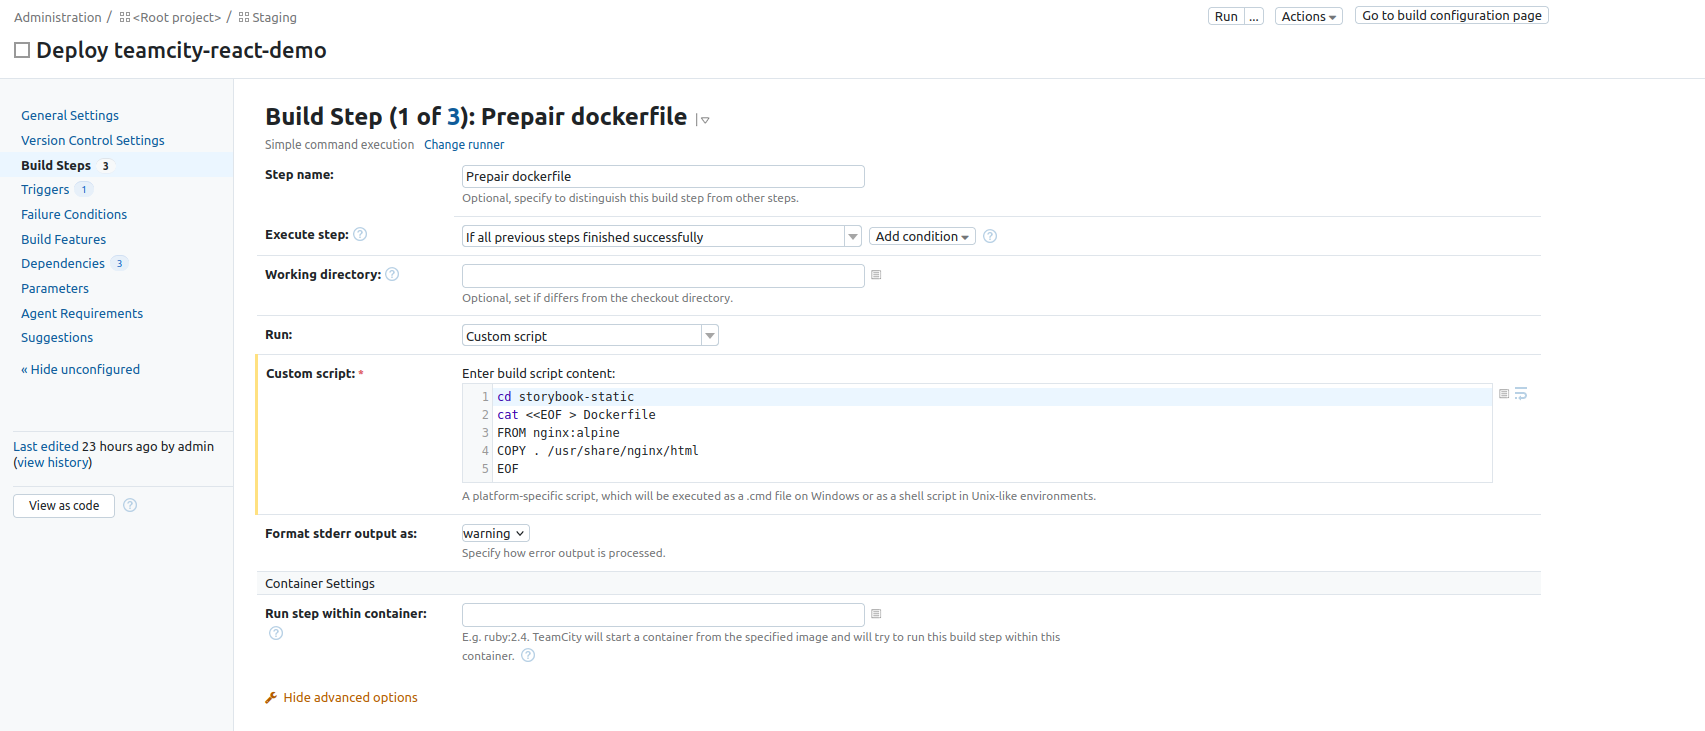 Administration / <Root project> / Staging
Run ... Actions Go to build configuration page
Deploy teamcity-react-demo
General Settings
Version Control Settings
Build Steps 3
Triggers 1
Failure Conditions
Build Features
Dependencies 3
Parameters
Agent Requirements
Suggestions
« Hide unconfigured
Last edited 23 hours ago by admin
(view history)
View as code ?
Build Step (1 of 3): Prepair dockerfile
Simple command execution Change runner
Step name: Prepair dockerfile
Optional, specify to distinguish this build step from other steps.
Execute step: ? If all previous steps finished successfully Add condition ?
Working directory: ?
Optional, set if differs from the checkout directory.
Run: Custom script
Custom script: * Enter build script content:
1 cd storybook-static
2 cat <<EOF > Dockerfile
3 FROM nginx:alpine
4 COPY . /usr/share/nginx/html
5 EOF
A platform-specific script, which will be executed as a .cmd file on Windows or as a shell script in Unix-like environments.
Format stderr output as: warning
Specify how error output is processed.
Container Settings
Run step within container:
?
E.g. ruby:2.4. TeamCity will start a container from the specified image and will try to run this build step within this
container. ?
Hide advanced options